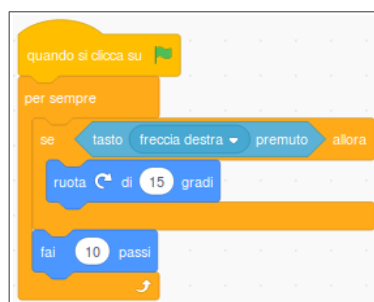 quando si clicca su
per sempre
se tasto freccia destra premuto allora
ruota di 15 gradi
fai 10 passi